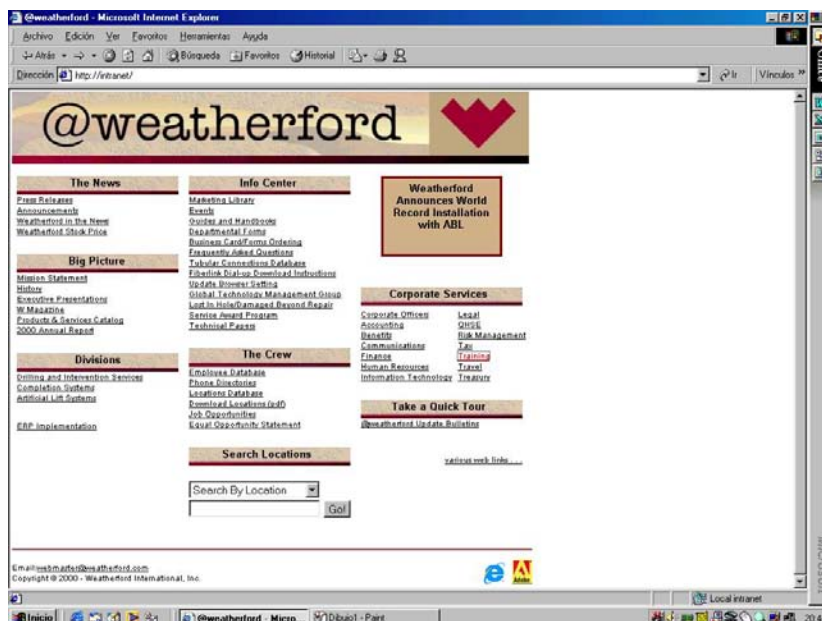 @weatherford - Microsoft Internet Explorer
Archivo Edición Ver Favoritos Herramientas Ayuda
Atrás Búsqueda Favoritos Historial
Dirección http://intranet/ Ir Vínculos »
@weatherford
The News
Press Releases
Announcements
Weatherford in the News
Weatherford Stock Price
Big Picture
Mission Statement
History
Executive Presentations
W Magazine
Products & Services Catalog
2000 Annual Report
Divisions
Drilling and Intervention Services
Completion Systems
Artificial Lift Systems
ERP Implementation
Info Center
Marketing Library
Events
Guides and Handbooks
Departmental Forms
Business Card/Forms Ordering
Frequently Asked Questions
Tubular Connections Database
Fiberlink Dial-up Download Instructions
Update Browser Setting
Global Technology Management Group
Lost In Hole/Damaged Beyond Repair
Service Award Program
Technical Papers
The Crew
Employee Database
Phone Directories
Locations Database
Download Locations (pdf)
Job Opportunities
Equal Opportunity Statement
Search Locations
Search By Location
Go!
Weatherford
Announces World
Record Installation
with ABL
Corporate Services
Corporate Officers Legal
Accounting QHSE
Benefits Risk Management
Communications Tax
Finance Training
Human Resources Travel
Information Technology Treasury
Take a Quick Tour
@weatherford Update Bulletins
various web links . . .
Email:webmaster@weatherford.com
Copyright © 2000 - Weatherford International, Inc.
Adobe
Local intranet
Inicio @weatherford - Micro... Dibujo1 - Paint
Office